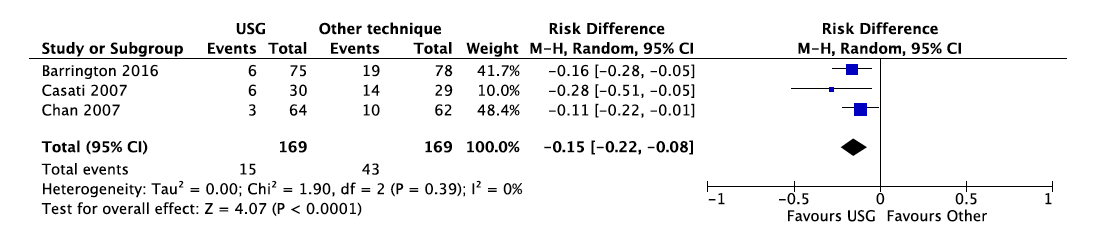 USG Other technique Risk Difference Risk Difference
Study or Subgroup Events Total Events Total Weight M-H, Random, 95% CI M-H, Random, 95% CI
Barrington 2016 6 75 19 78 41.7% -0.16 [-0.28, -0.05]
Casati 2007 6 30 14 29 10.0% -0.28 [-0.51, -0.05]
Chan 2007 3 64 10 62 48.4% -0.11 [-0.22, -0.01]
Total (95% CI) 169 169 100.0% -0.15 [-0.22, -0.08]
Total events 15 43
Heterogeneity: Tau² = 0.00; Chi² = 1.90, df = 2 (P = 0.39); I² = 0%
Test for overall effect: Z = 4.07 (P < 0.0001)
-1 -0.5 0 0.5 1
Favours USG Favours Other